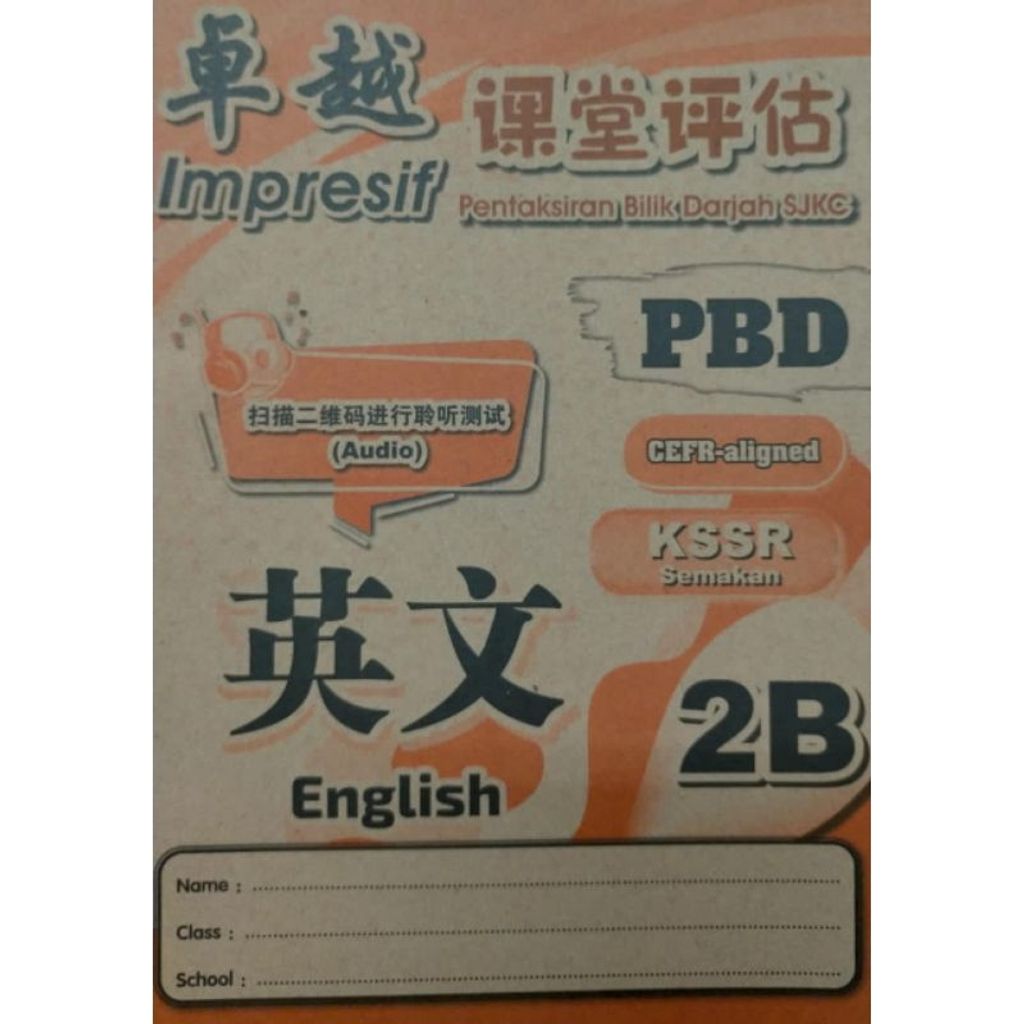 卓越
Impresif
课堂评估
Pentaksiran Bilik Darjah SJKC
PBD
扫描二维码进行聆听测试
(Audio)
CEFR-aligned
KSSR
Semakan
英文
English
2B
Name :
Class :
School :